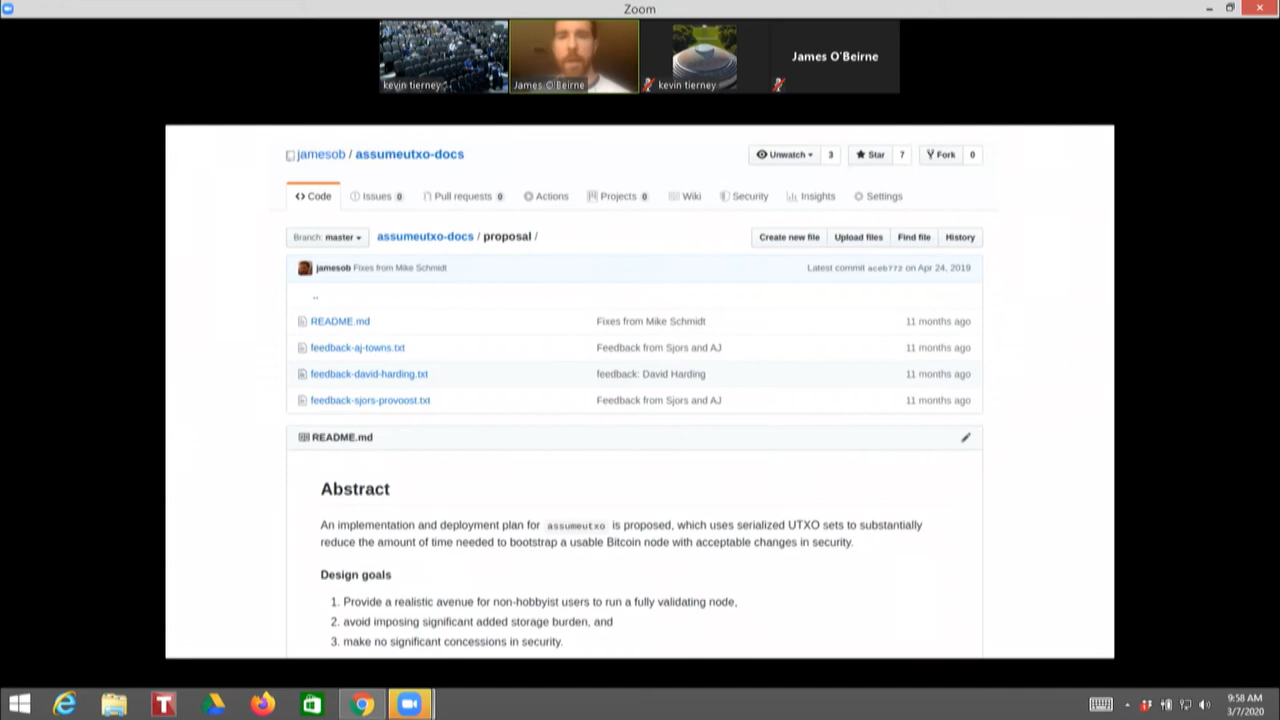 Zoom
kevin tierney
James O'Beirne
kevin tierney
James O'Beirne
jamesob / assumeutxo-docs
Unwatch 3 Star 7 Fork 0
Code Issues 0 Pull requests 0 Actions Projects 0 Wiki Security Insights Settings
Branch: master assumeutxo-docs / proposal / Create new file Upload files Find file History
jamesob Fixes from Mike Schmidt Latest commit aceb772 on Apr 24, 2019
..
README.md Fixes from Mike Schmidt 11 months ago
feedback-aj-towns.txt Feedback from Sjors and AJ 11 months ago
feedback-david-harding.txt feedback: David Harding 11 months ago
feedback-sjors-provoost.txt Feedback from Sjors and AJ 11 months ago
README.md
Abstract
An implementation and deployment plan for assumeutxo is proposed, which uses serialized UTXO sets to substantially
reduce the amount of time needed to bootstrap a usable Bitcoin node with acceptable changes in security.
Design goals
1. Provide a realistic avenue for non-hobbyist users to run a fully validating node,
2. avoid imposing significant added storage burden, and
3. make no significant concessions in security.
9:58 AM
3/7/2020